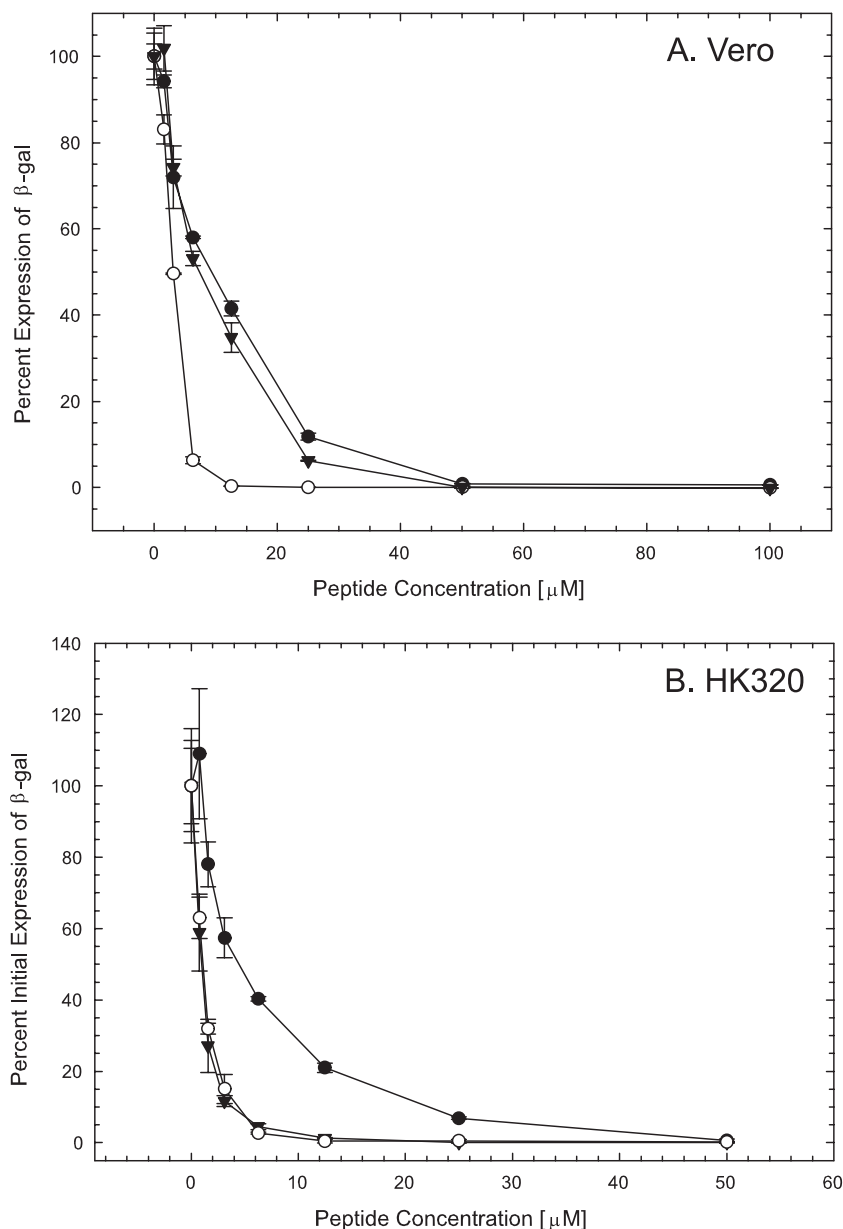 A. Vero
Percent Expression of β-gal
100
80
60
40
20
0
0 20 40 60 80 100
Peptide Concentration [μM]
B. HK320
Percent Initial Expression of β-gal
140
120
100
80
60
40
20
0
0 10 20 30 40 50 60
Peptide Concentration [μM]